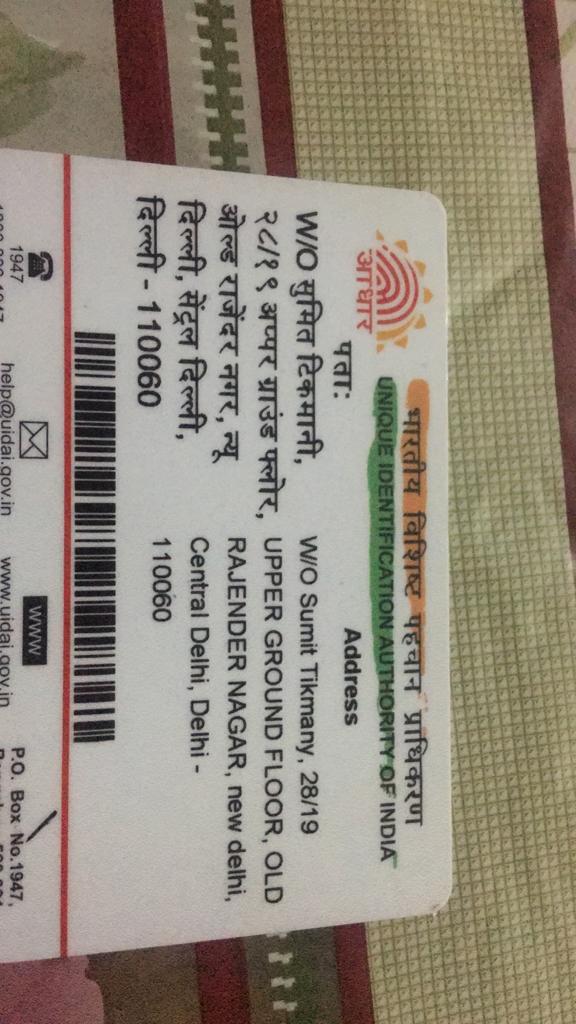 भारतीय विशिष्ट पहचान प्राधिकरण
UNIQUE IDENTIFICATION AUTHORITY OF INDIA
आधार
पता:
W/O सुमित टिकमानी,
२८/१९ अप्पर ग्राउंड फ्लोर,
ओल्ड राजेंदर नगर, न्यू
दिल्ली, सेंट्रल दिल्ली,
दिल्ली - 110060
Address
W/O Sumit Tikmany, 28/19
UPPER GROUND FLOOR, OLD
RAJENDER NAGAR, new delhi,
Central Delhi, Delhi -
110060
1947
help@uidai.gov.in
WWW
www.uidai.gov.in
P.O. Box No.1947,